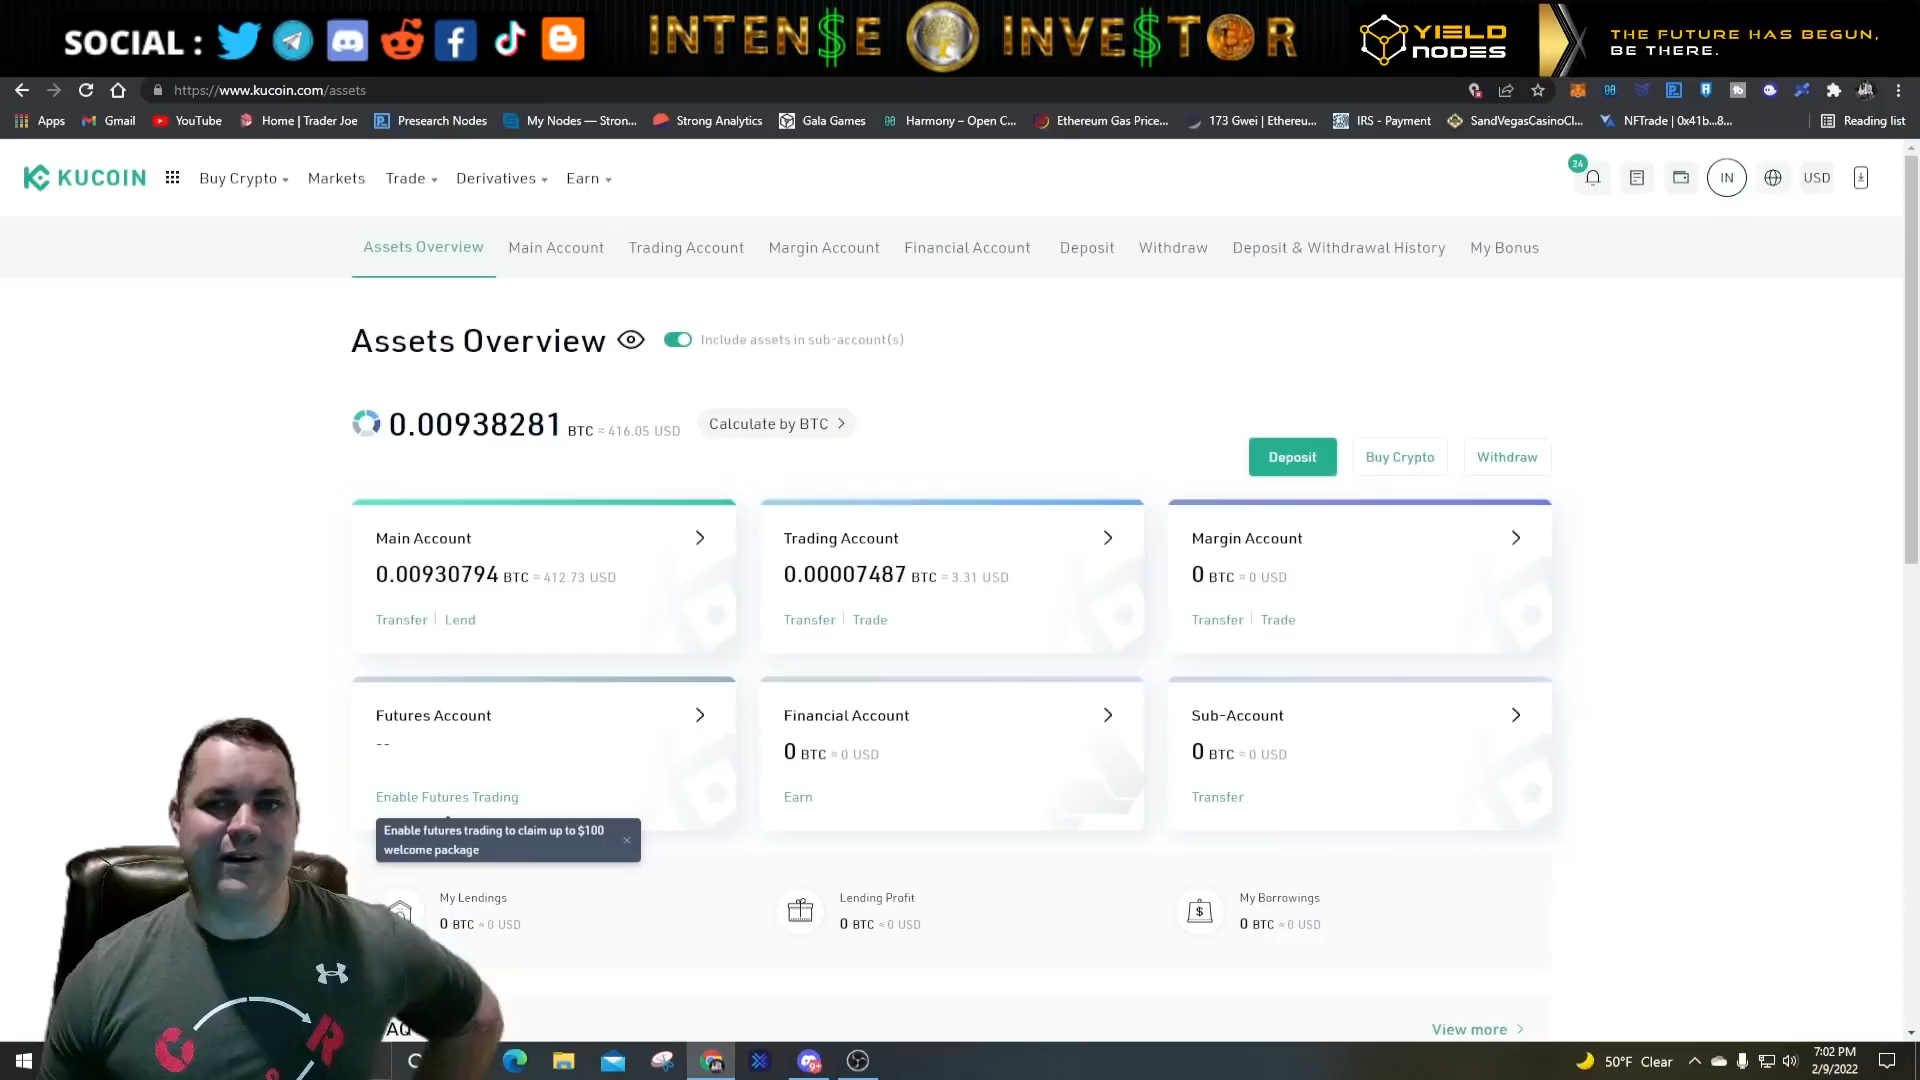 SOCIAL :
INTEN$E INVE$TOR
YIELD NODES
THE FUTURE HAS BEGUN,
BE THERE.
https://www.kucoin.com/assets
Apps Gmail YouTube Home | Trader Joe Presearch Nodes My Nodes — Stron... Strong Analytics Gala Games Harmony – Open C... Ethereum Gas Price... 173 Gwei | Ethereu... IRS - Payment SandVegasCasinoCl... NFTrade | 0x41b...8... Reading list
KUCOIN Buy Crypto Markets Trade Derivatives Earn 24 IN USD
Assets Overview Main Account Trading Account Margin Account Financial Account Deposit Withdraw Deposit & Withdrawal History My Bonus
Assets Overview Include assets in sub-account(s)
0.00938281 BTC ≈ 416.05 USD Calculate by BTC
Deposit Buy Crypto Withdraw
Main Account
0.00930794 BTC ≈ 412.73 USD
Transfer Lend
Trading Account
0.00007487 BTC ≈ 3.31 USD
Transfer Trade
Margin Account
0 BTC ≈ 0 USD
Transfer Trade
Futures Account
--
Enable Futures Trading
Enable futures trading to claim up to $100
welcome package
Financial Account
0 BTC ≈ 0 USD
Earn
Sub-Account
0 BTC ≈ 0 USD
Transfer
My Lendings
0 BTC ≈ 0 USD
Lending Profit
0 BTC ≈ 0 USD
My Borrowings
0 BTC ≈ 0 USD
AQ
View more
50°F Clear
7:02 PM
2/9/2022